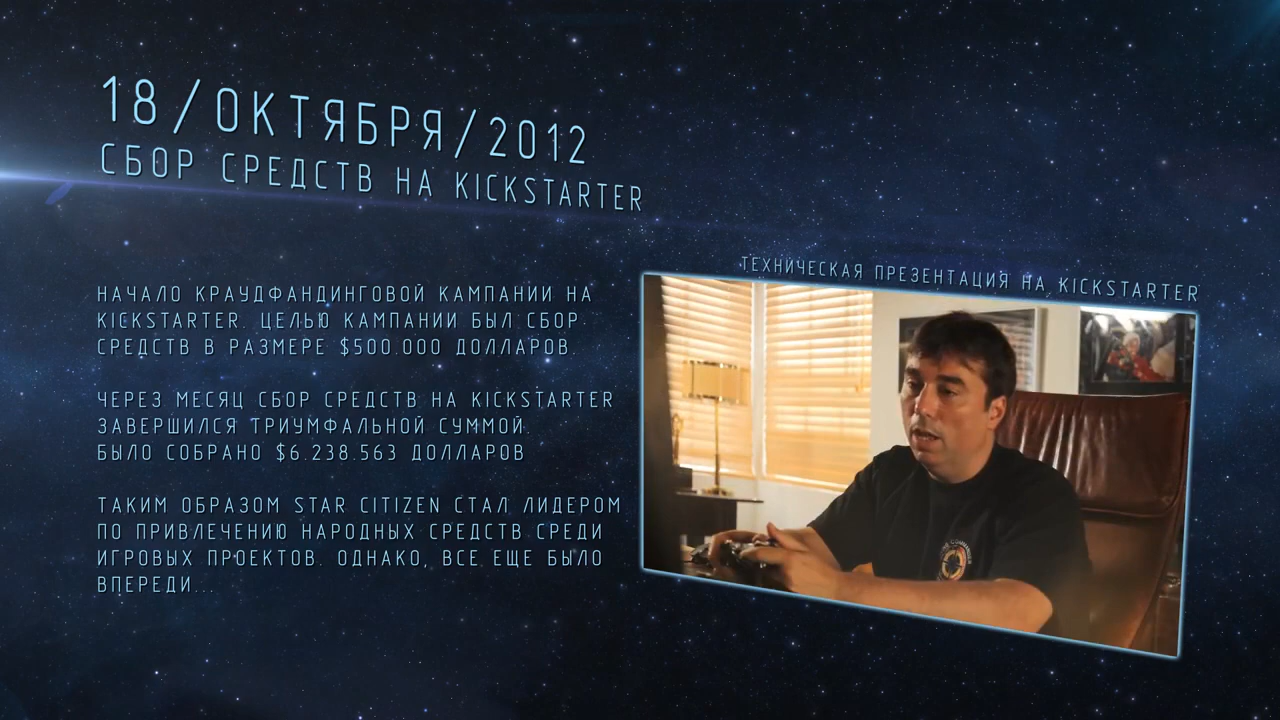 18/ОКТЯБРЯ/2012
СБОР СРЕДСТВ НА KICKSTARTER
ТЕХНИЧЕСКАЯ ПРЕЗЕНТАЦИЯ НА KICKSTARTER
НАЧАЛО КРАУДФАНДИНГОВОЙ КАМПАНИИ НА
KICKSTARTER. ЦЕЛЬЮ КАМПАНИИ БЫЛ СБОР
СРЕДСТВ В РАЗМЕРЕ $500.000 ДОЛЛАРОВ.
ЧЕРЕЗ МЕСЯЦ СБОР СРЕДСТВ НА KICKSTARTER
ЗАВЕРШИЛСЯ ТРИУМФАЛЬНОЙ СУММОЙ.
БЫЛО СОБРАНО $6.238.563 ДОЛЛАРОВ
ТАКИМ ОБРАЗОМ STAR CITIZEN СТАЛ ЛИДЕРОМ
ПО ПРИВЛЕЧЕНИЮ НАРОДНЫХ СРЕДСТВ СРЕДИ
ИГРОВЫХ ПРОЕКТОВ. ОДНАКО, ВСЕ ЕЩЕ БЫЛО
ВПЕРЕДИ...